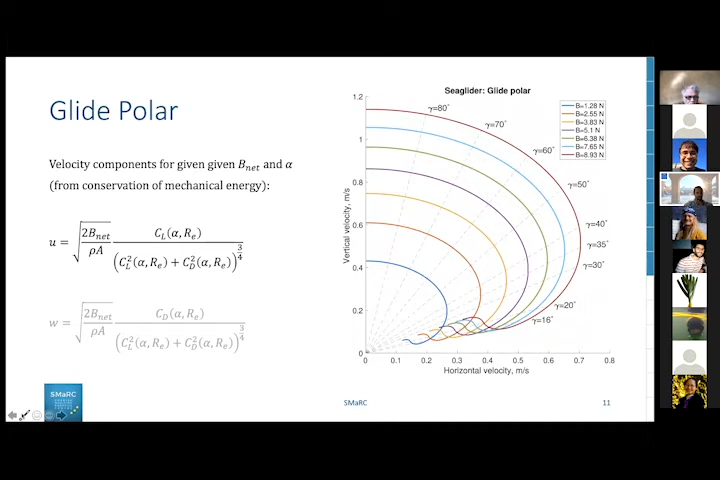 Glide Polar
Velocity components for given given B_net and α
(from conservation of mechanical energy):
u = √(2B_net / ρA) C_L(α, R_e) / (C_L²(α, R_e) + C_D²(α, R_e))^(3/4)
w = √(2B_net / ρA) C_D(α, R_e) / (C_L²(α, R_e) + C_D²(α, R_e))^(3/4)
Seaglider: Glide polar
B=1.28 N
B=2.55 N
B=3.83 N
B=5.1 N
B=6.38 N
B=7.65 N
B=8.93 N
γ=80°
γ=70°
γ=60°
γ=50°
γ=40°
γ=35°
γ=30°
γ=20°
γ=16°
Vertical velocity, m/s
1.2
1
0.8
0.6
0.4
0.2
0
0 0.1 0.2 0.3 0.4 0.5 0.6 0.7 0.8
Horizontal velocity, m/s
SMaRC
SMaRC
11